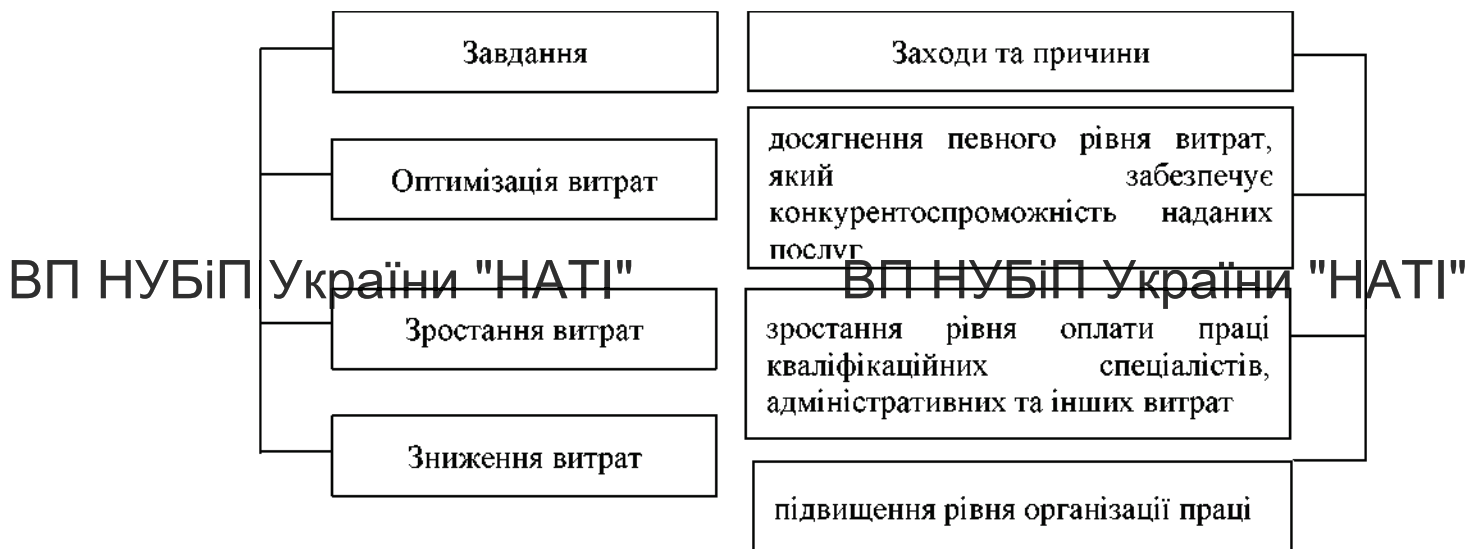 Завдання
Заходи та причини
Оптимізація витрат
досягнення певного рівня витрат,
який забезпечує
конкурентоспроможність наданих
послуг
ВП НУБіП України "НАТІ"
ВП НУБіП України "НАТІ"
Зростання витрат
зростання рівня оплати праці
кваліфікаційних спеціалістів,
адміністративних та інших витрат
Зниження витрат
підвищення рівня організації праці